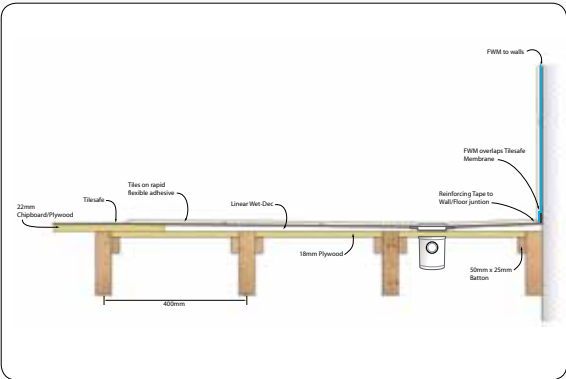 FWM to walls
FWM overlaps Tilesafe
Membrane
Tiles on rapid
flexible adhesive
Reinforcing Tape to
Wall/Floor juntion
Tilesafe
Linear Wet-Dec
22mm
Chipboard/Plywood
18mm Plywood
50mm x 25mm
Batton
400mm